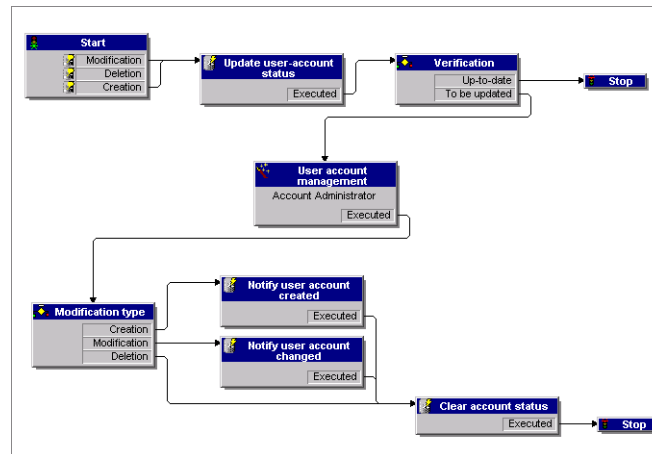 Start
Modification
Deletion
Creation
Update user-account
status
Executed
Verification
Up-to-date
To be updated
Stop
User account
management
Account Administrator
Executed
Modification type
Creation
Modification
Deletion
Notify user account
created
Executed
Notify user account
changed
Executed
Clear account status
Executed
Stop